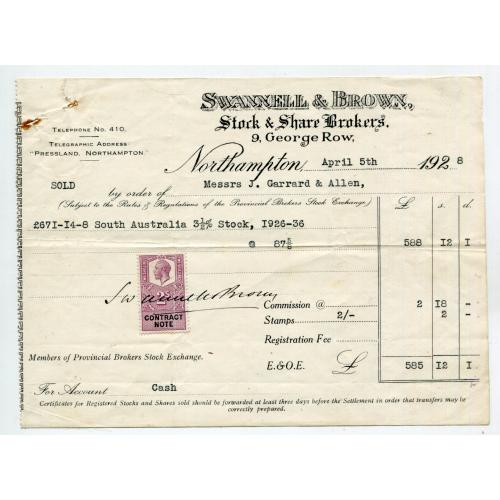 SWANNELL & BROWN,
Stock & Share Brokers.
9, George Row,
TELEPHONE No. 410.
TELEGRAPHIC ADDRESS
"PRESSLAND, NORTHAMPTON."
Northampton, April 5th 1928
SOLD by order of Messrs J. Garrard & Allen,
(Subject to the Rules & Regulations of the Provincial Brokers Stock Exchange) £ s. d.
£671-14-8 South Australia 3½% Stock, 1926-36
@ 87⅝ 588 12 1
Swannell & Brown
CONTRACT
NOTE
Commission @ 2 18 -
Stamps 2/- 2 -
Registration Fee
Members of Provincial Brokers Stock Exchange.
E.&O.E. £ 585 12 1
For Account Cash
Certificates for Registered Stocks and Shares sold should be forwarded at least three days before the Settlement in order that transfers may be
correctly prepared.